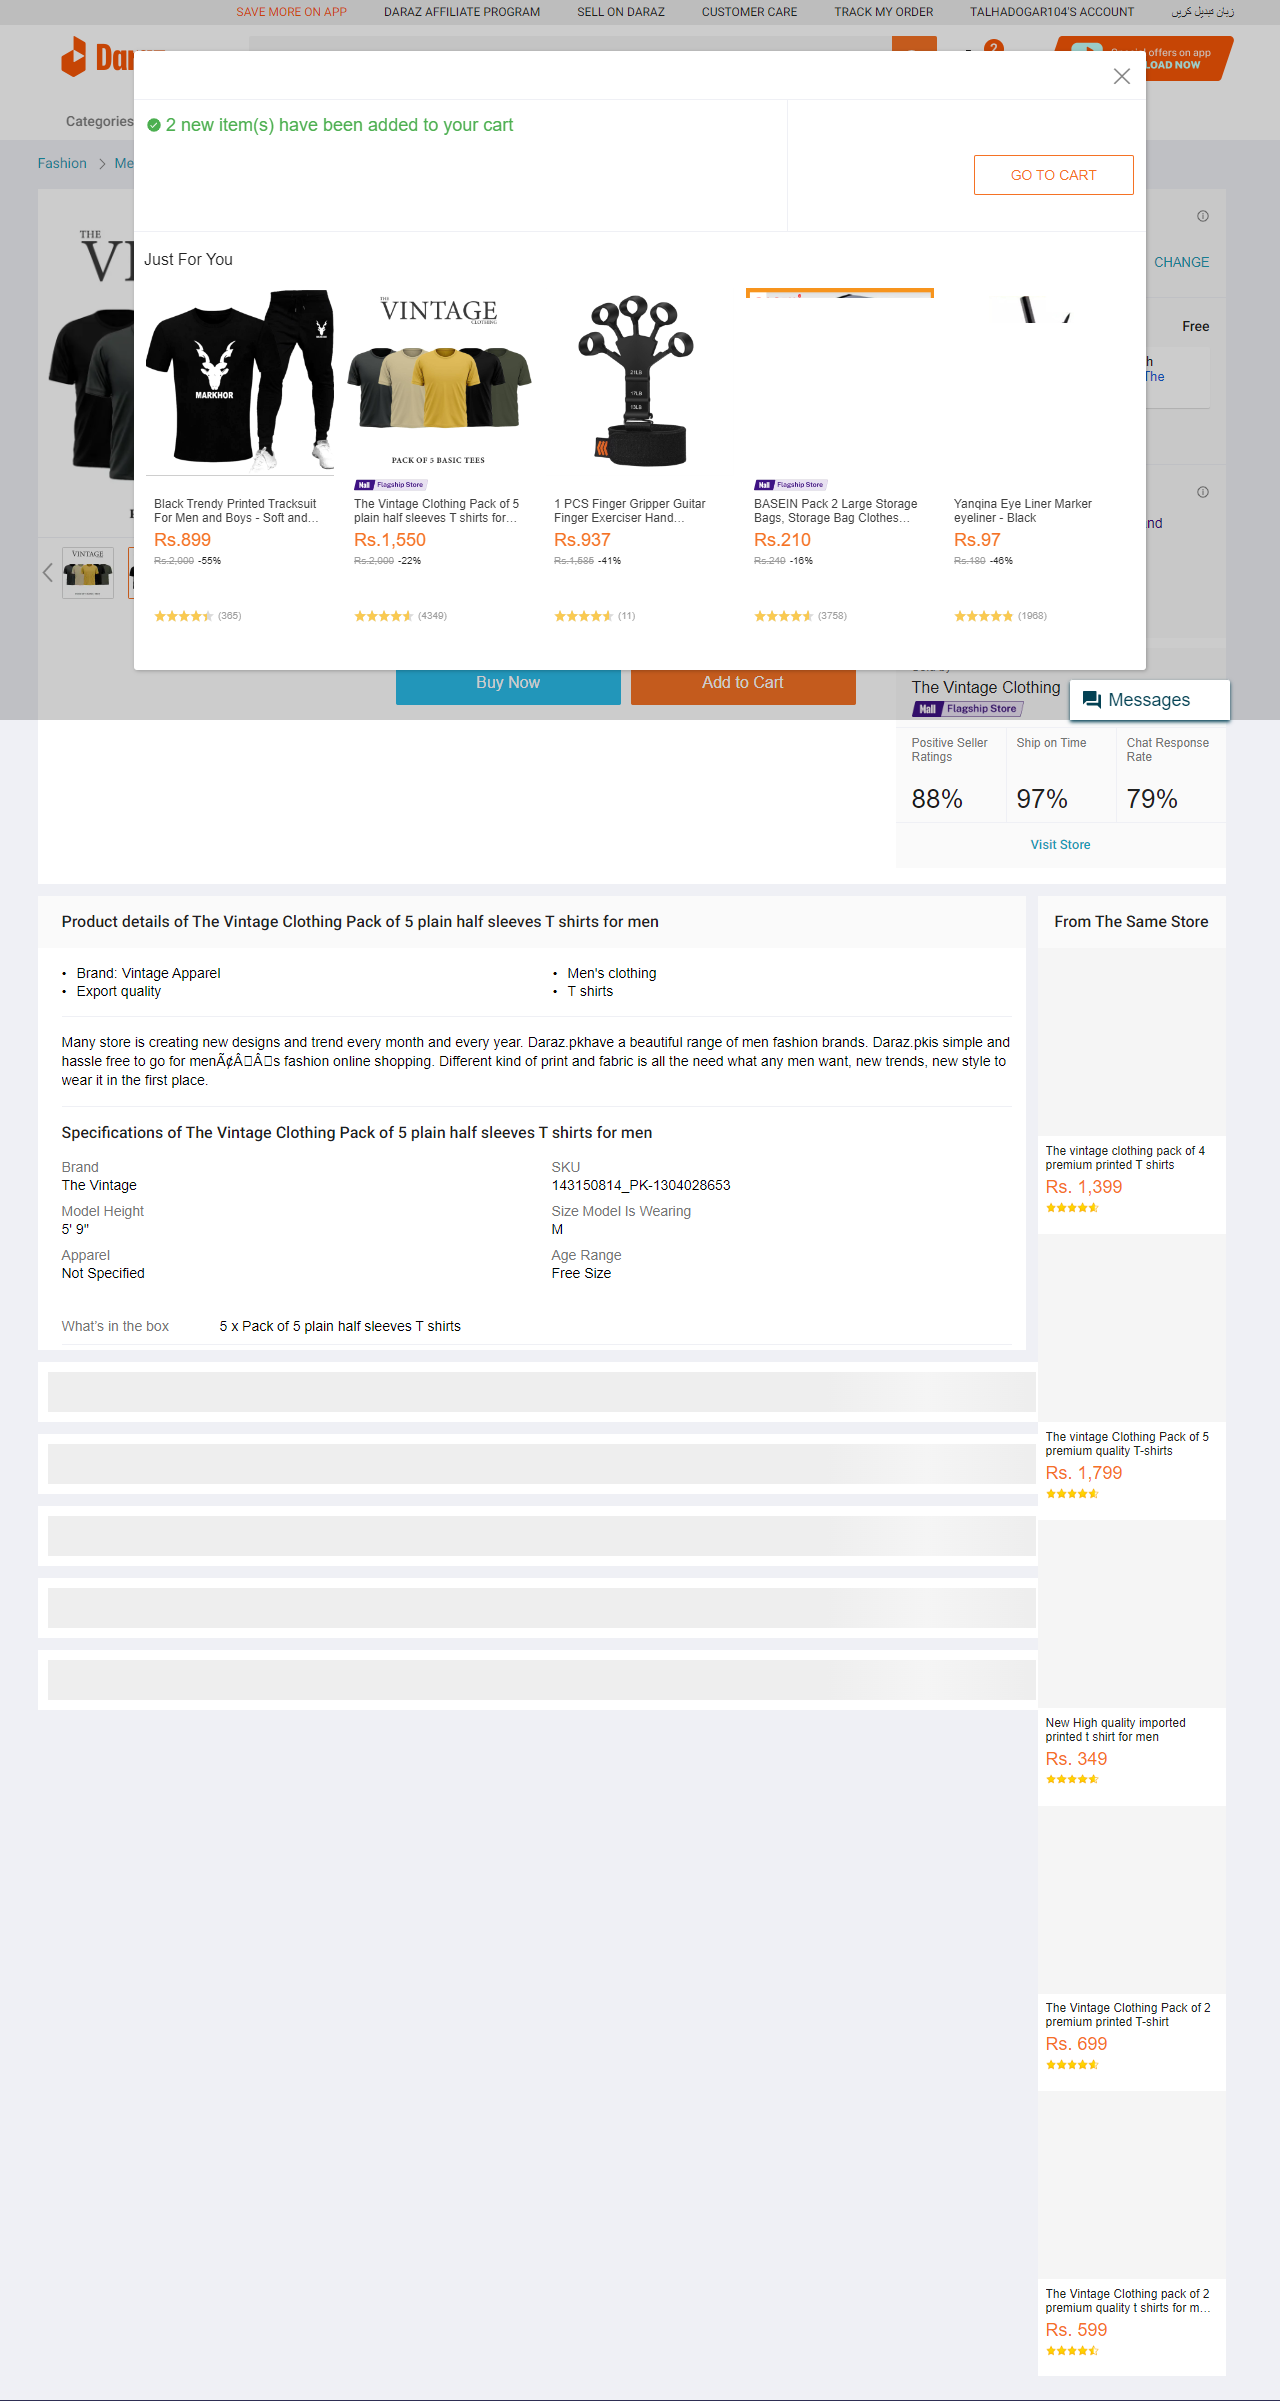 SAVE MORE ON APP DARAZ AFFILIATE PROGRAM SELL ON DARAZ CUSTOMER CARE TRACK MY ORDER TALHADOGAR104'S ACCOUNT زبان تبدیل کریں
2
offers on app
NOW
Categories
Fashion
2 new item(s) have been added to your cart
GO TO CART
CHANGE
Free
THE
Just For You
THE VINTAGE CLOTHING
MARKHOR
PACK OF 5 BASIC TEES
21LB
17LB
13LB
Mall Flagship Store
Mall Flagship Store
Black Trendy Printed Tracksuit
For Men and Boys - Soft and...
Rs.899
Rs.2,000 -55%
(365)
The Vintage Clothing Pack of 5
plain half sleeves T shirts for...
Rs.1,550
Rs.2,000 -22%
(4349)
1 PCS Finger Gripper Guitar
Finger Exerciser Hand...
Rs.937
Rs.1,585 -41%
(11)
BASEIN Pack 2 Large Storage
Bags, Storage Bag Clothes...
Rs.210
Rs.249 -16%
(3758)
Yanqina Eye Liner Marker
eyeliner - Black
Rs.97
Rs.180 -46%
(1968)
VINTAGE
Buy Now
Add to Cart
The Vintage Clothing
Mall Flagship Store
Messages
Positive Seller Ratings
88%
Ship on Time
97%
Chat Response Rate
79%
Visit Store
Product details of The Vintage Clothing Pack of 5 plain half sleeves T shirts for men
• Brand: Vintage Apparel
• Men's clothing
• Export quality
• T shirts
Many store is creating new designs and trend every month and every year. Daraz.pkhave a beautiful range of men fashion brands. Daraz.pkis simple and
hassle free to go for menÃ¢Â▯Â▯s fashion online shopping. Different kind of print and fabric is all the need what any men want, new trends, new style to
wear it in the first place.
Specifications of The Vintage Clothing Pack of 5 plain half sleeves T shirts for men
Brand
The Vintage
SKU
143150814_PK-1304028653
Model Height
5' 9"
Size Model Is Wearing
M
Apparel
Not Specified
Age Range
Free Size
What's in the box 5 x Pack of 5 plain half sleeves T shirts
From The Same Store
The vintage clothing pack of 4
premium printed T shirts
Rs. 1,399
The vintage Clothing Pack of 5
premium quality T-shirts
Rs. 1,799
New High quality imported
printed t shirt for men
Rs. 349
The Vintage Clothing Pack of 2
premium printed T-shirt
Rs. 699
The Vintage Clothing pack of 2
premium quality t shirts for m...
Rs. 599